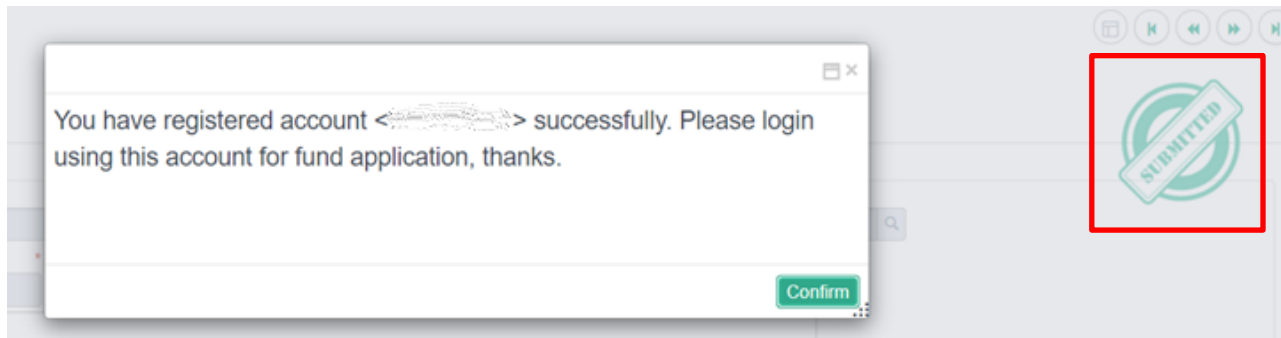 You have registered account < > successfully. Please login
using this account for fund application, thanks.
SUBMITTED
Confirm